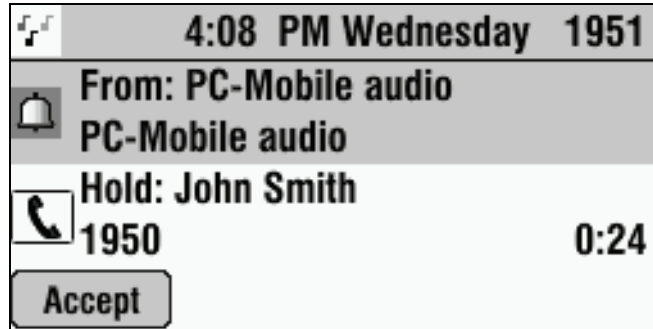 4:08 PM Wednesday 1951
From: PC-Mobile audio
PC-Mobile audio
Hold: John Smith
1950 0:24
Accept